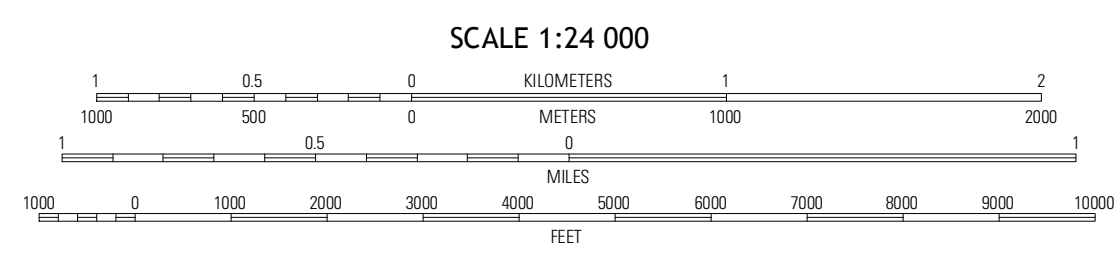 SCALE 1:24 000
1 0.5 0 KILOMETERS 1 2
1000 500 0 METERS 1000 2000
1 0.5 0 1
MILES
1000 0 1000 2000 3000 4000 5000 6000 7000 8000 9000 10000
FEET